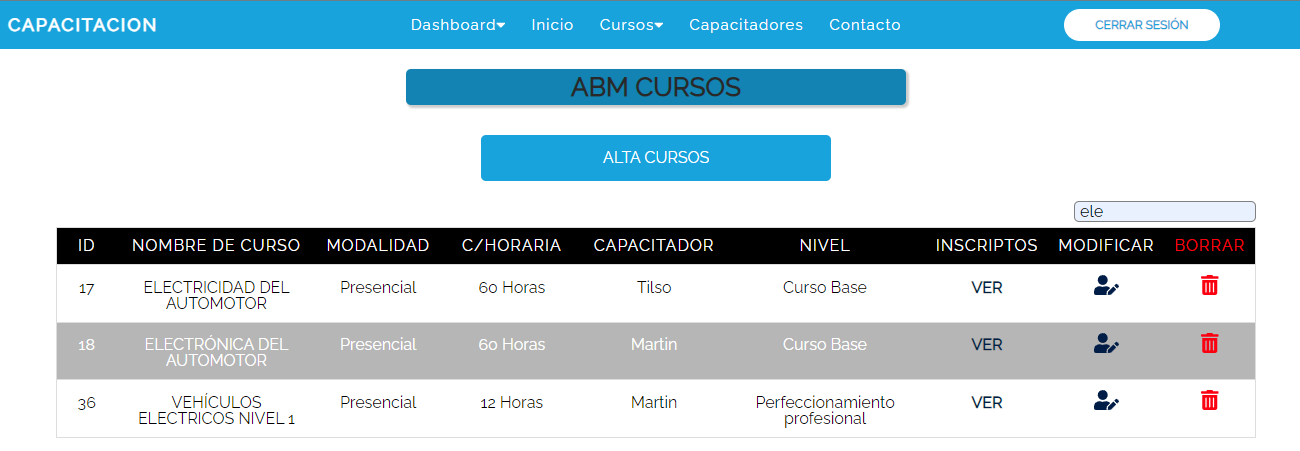 CAPACITACION Dashboard Inicio Cursos Capacitadores Contacto CERRAR SESIÓN
ABM CURSOS
ALTA CURSOS
ele
ID NOMBRE DE CURSO MODALIDAD C/HORARIA CAPACITADOR NIVEL INSCRIPTOS MODIFICAR BORRAR
17 ELECTRICIDAD DEL AUTOMOTOR Presencial 60 Horas Tilso Curso Base VER
18 ELECTRÓNICA DEL AUTOMOTOR Presencial 60 Horas Martin Curso Base VER
36 VEHÍCULOS ELECTRICOS NIVEL 1 Presencial 12 Horas Martin Perfeccionamiento profesional VER